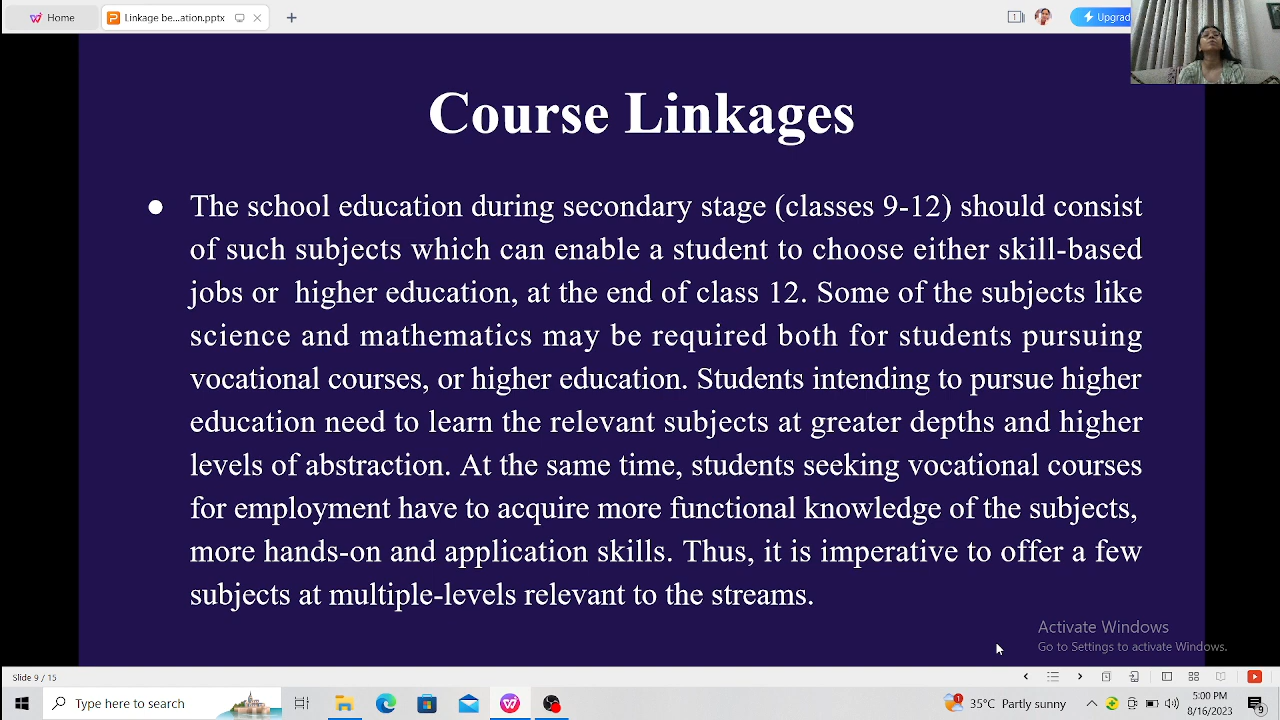 Home
Linkage be...ation.pptx
Upgrad
Course Linkages
The school education during secondary stage (classes 9-12) should consist
of such subjects which can enable a student to choose either skill-based
jobs or higher education, at the end of class 12. Some of the subjects like
science and mathematics may be required both for students pursuing
vocational courses, or higher education. Students intending to pursue higher
education need to learn the relevant subjects at greater depths and higher
levels of abstraction. At the same time, students seeking vocational courses
for employment have to acquire more functional knowledge of the subjects,
more hands-on and application skills. Thus, it is imperative to offer a few
subjects at multiple-levels relevant to the streams.
Activate Windows
Go to Settings to activate Windows.
Slide 9 / 15
Type here to search
35°C Partly sunny
5:00 PM
8/16/2023
9